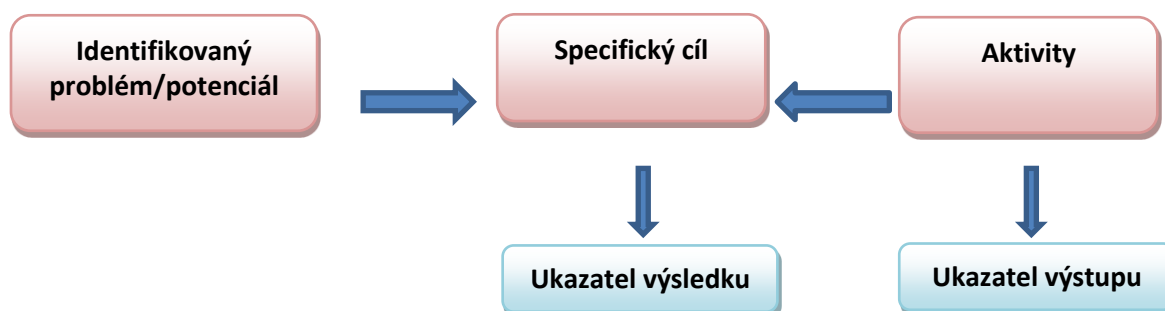 Identifikovaný
problém/potenciál
Specifický cíl
Aktivity
Ukazatel výsledku
Ukazatel výstupu